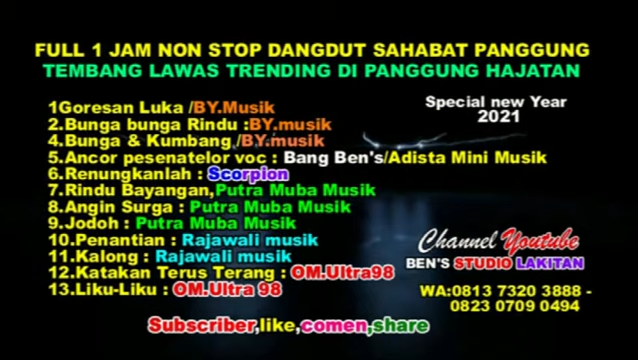 FULL 1 JAM NON STOP DANGDUT SAHABAT PANGGUNG
TEMBANG LAWAS TRENDING DI PANGGUNG HAJATAN
Special new Year
2021
1Goresan Luka /BY.Musik
2.Bunga bunga Rindu :BY.musik
4.Bunga & Kumbang /BY.musik
5.Ancor pesenatelor voc : Bang Ben's/Adista Mini Musik
6.Renungkanlah : Scorpion
7.Rindu Bayangan,Putra Muba Musik
8.Angin Surga : Putra Muba Musik
9.Jodoh : Putra Muba Musik
10.Penantian : Rajawali musik
11.Kalong : Rajawali musik
12.Katakan Terus Terang : OM.Ultra98
13.Liku-Liku : OM.Ultra 98
Channel Youtube
BEN'S STUDIO LAKITAN
WA:0813 7320 3888 -
0823 0709 0494
Subscriber,like,comen,share